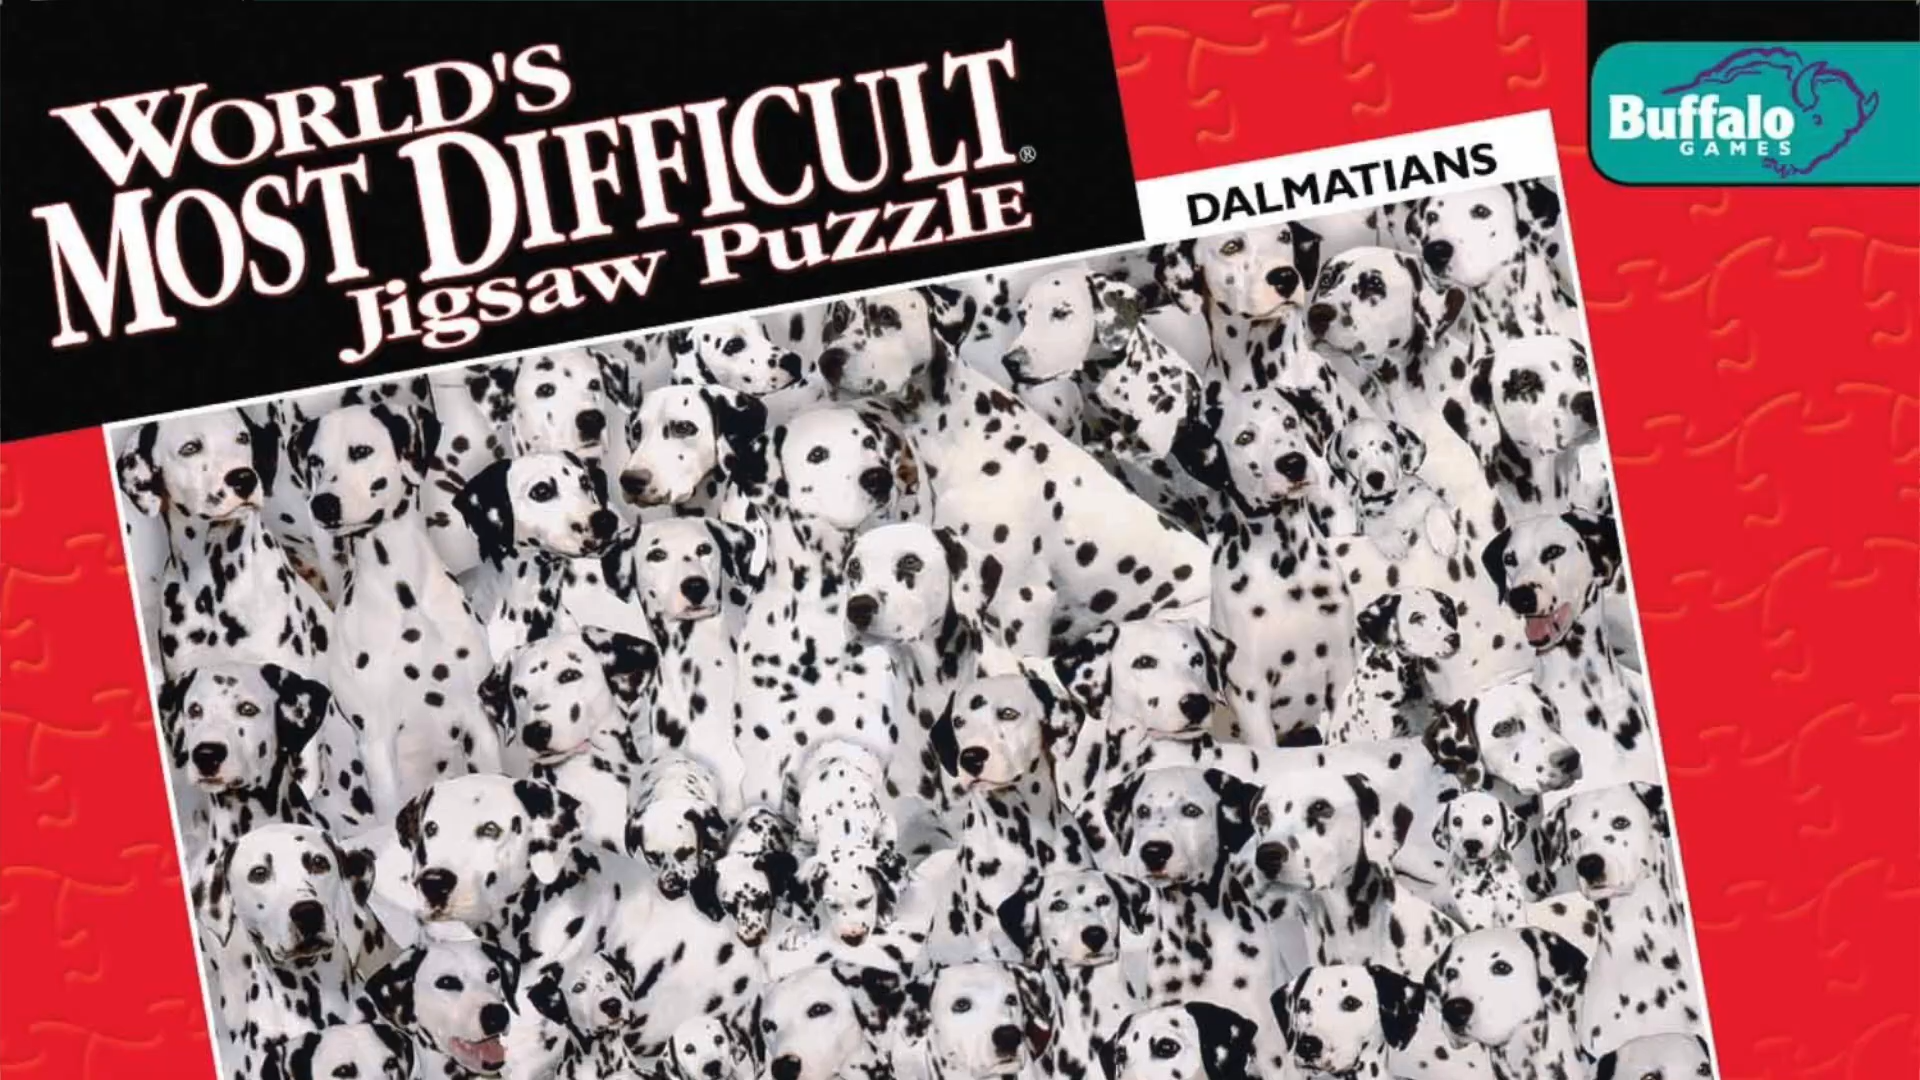 WORLD'S
MOST DIFFICULT®
Jigsaw PuzzlE
DALMATIANS
Buffalo
GAMES